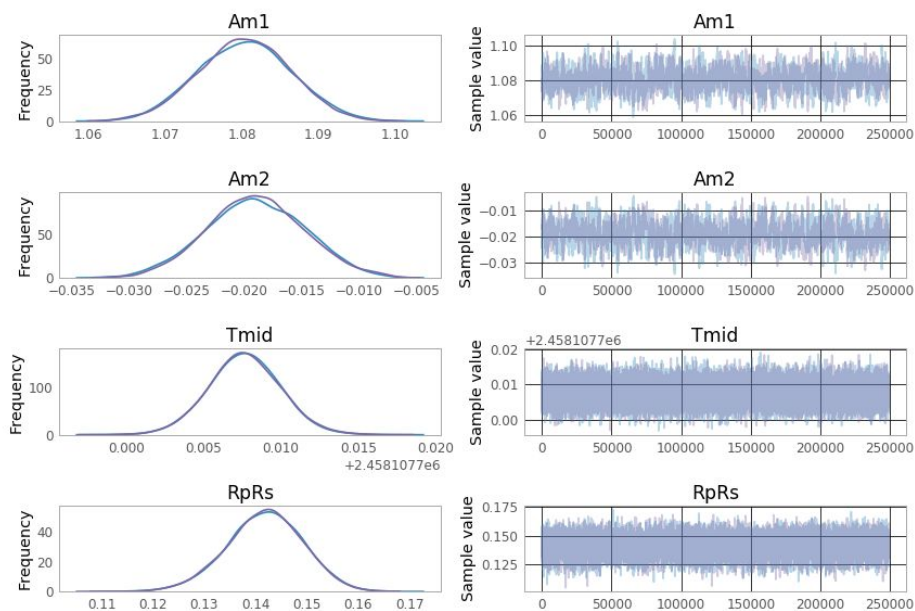 Am1
Frequency
50
25
0
1.06 1.07 1.08 1.09 1.10
Am1
Sample value
1.10
1.08
1.06
0 50000 100000 150000 200000 250000
Am2
Frequency
50
0
−0.035 −0.030 −0.025 −0.020 −0.015 −0.010 −0.005
Am2
Sample value
−0.01
−0.02
−0.03
0 50000 100000 150000 200000 250000
Tmid
Frequency
100
0
0.000 0.005 0.010 0.015 0.020
+2.4581077e6
Tmid
+2.4581077e6
Sample value
0.02
0.01
0.00
0 50000 100000 150000 200000 250000
RpRs
Frequency
40
20
0
0.11 0.12 0.13 0.14 0.15 0.16 0.17
RpRs
Sample value
0.175
0.150
0.125
0 50000 100000 150000 200000 250000